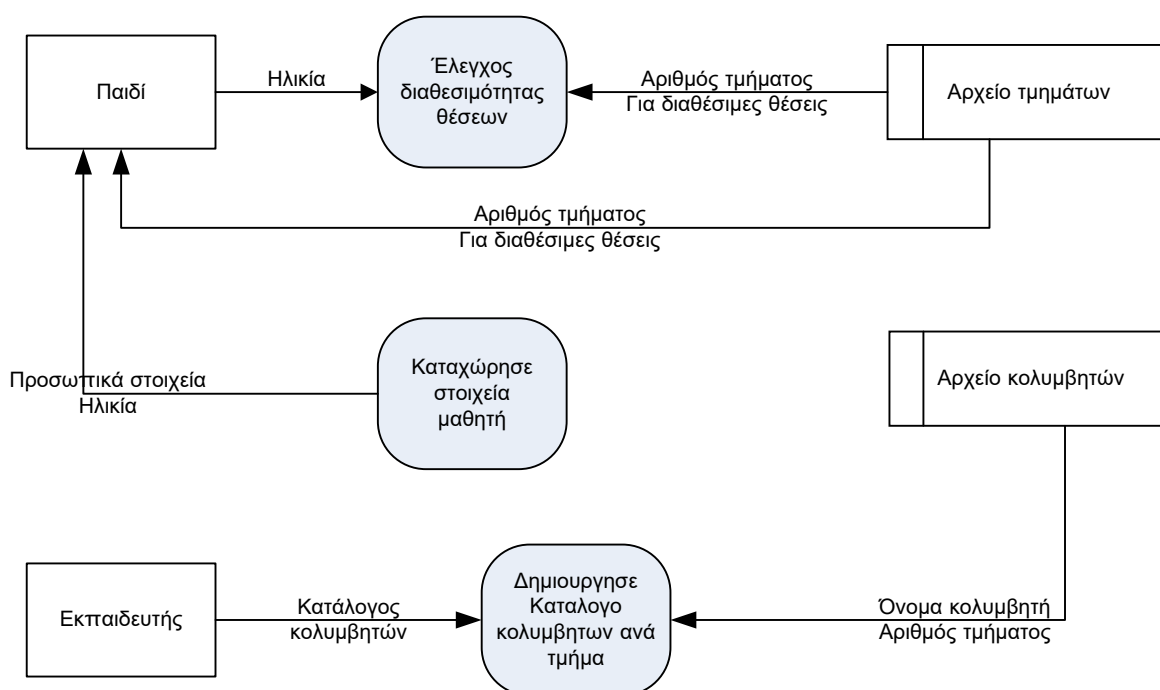 Παιδί
Ηλικία
Έλεγχος
διαθεσιμότητας
θέσεων
Αριθμός τμήματος
Για διαθέσιμες θέσεις
Αρχείο τμημάτων
Αριθμός τμήματος
Για διαθέσιμες θέσεις
Προσωπικά στοιχεία
Ηλικία
Καταχώρησε
στοιχεία
μαθητή
Αρχείο κολυμβητών
Εκπαιδευτής
Κατάλογος
κολυμβητών
Δημιουργησε
Καταλογο
κολυμβητων ανά
τμήμα
Όνομα κολυμβητή
Αριθμός τμήματος